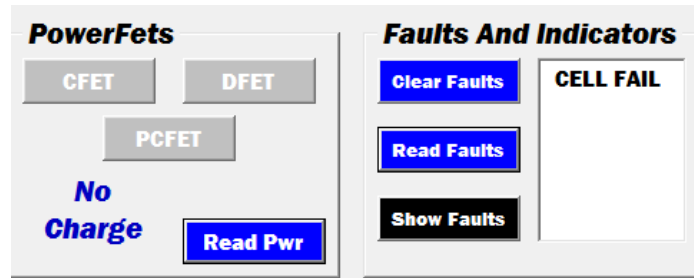 PowerFets
CFET
DFET
PCFET
No
Charge
Read Pwr
Faults And Indicators
Clear Faults
CELL FAIL
Read Faults
Show Faults